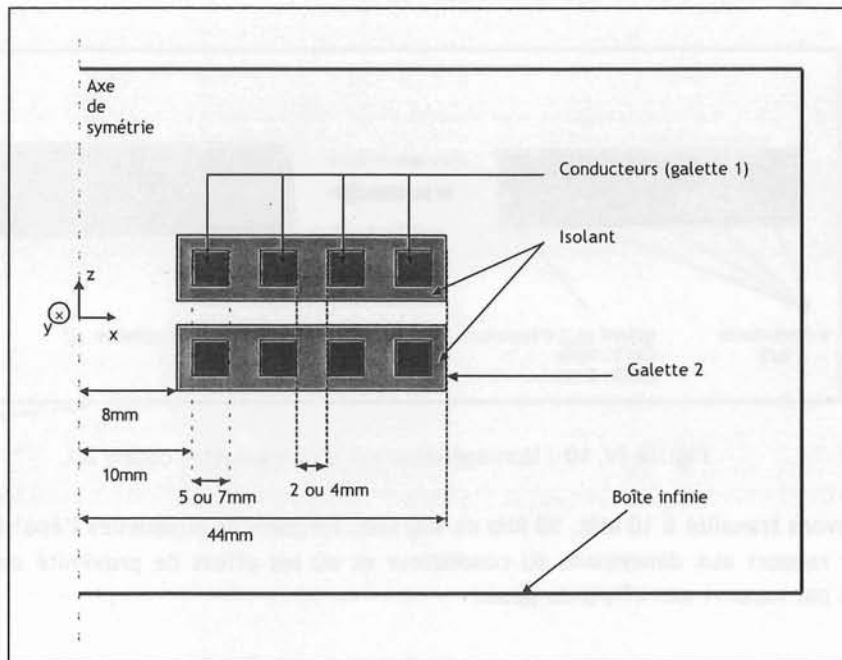 Axe
de
symétrie
Conducteurs (galette 1)
Isolant
z
y
x
Galette 2
8mm
10mm
5 ou 7mm
2 ou 4mm
Boîte infinie
44mm